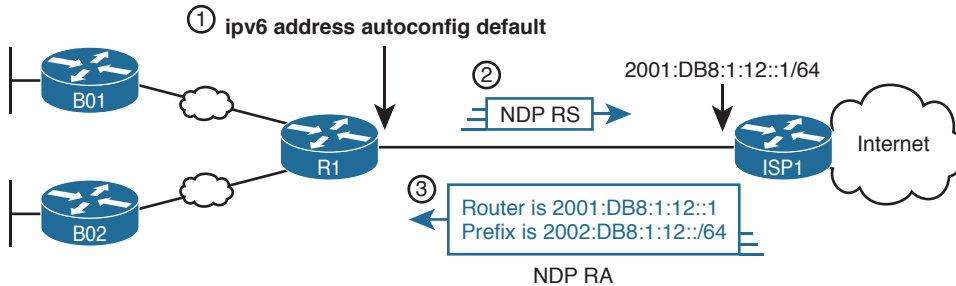 ① ipv6 address autoconfig default
② 2001:DB8:1:12::1/64
B01
NDP RS
R1
ISP1
Internet
③
Router is 2001:DB8:1:12::1
Prefix is 2002:DB8:1:12::/64
B02
NDP RA